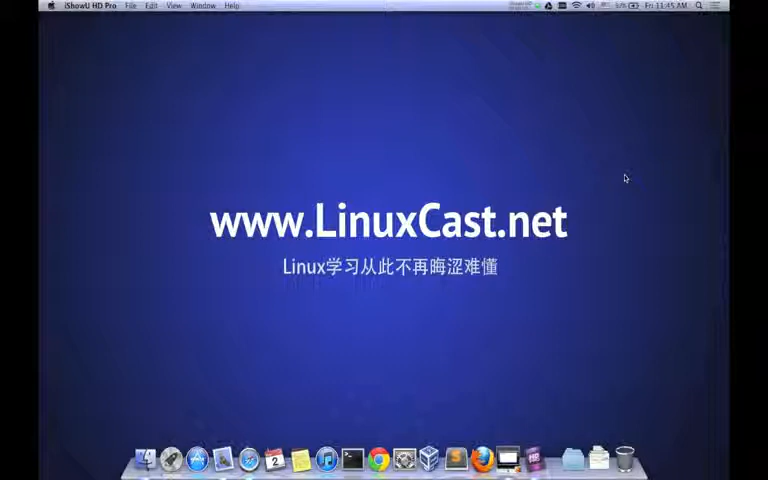 iShowU HD Pro File Edit View Window Help
Fri 11:45 AM
www.LinuxCast.net
Linux学习从此不再晦涩难懂
2